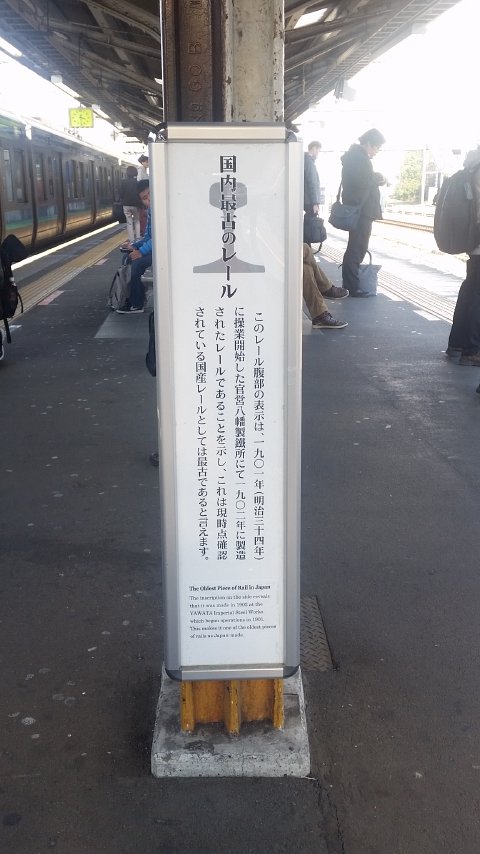 国内最古のレール
このレール腹部の表示は、一九〇一年(明治三十四年)
に操業開始した官営八幡製鐵所にて一九〇二年に製造
されたレールであることを示し、これは現時点確認
されている国産レールとしては最古であると言えます。
The Oldest Piece of Rail in Japan
The inscription on the side reveals
that it was made in 1902 at the
YAWATA Imperial Steel Works
which began operations in 1901.
This makes it one of the oldest pieces
of rails as Japan made.